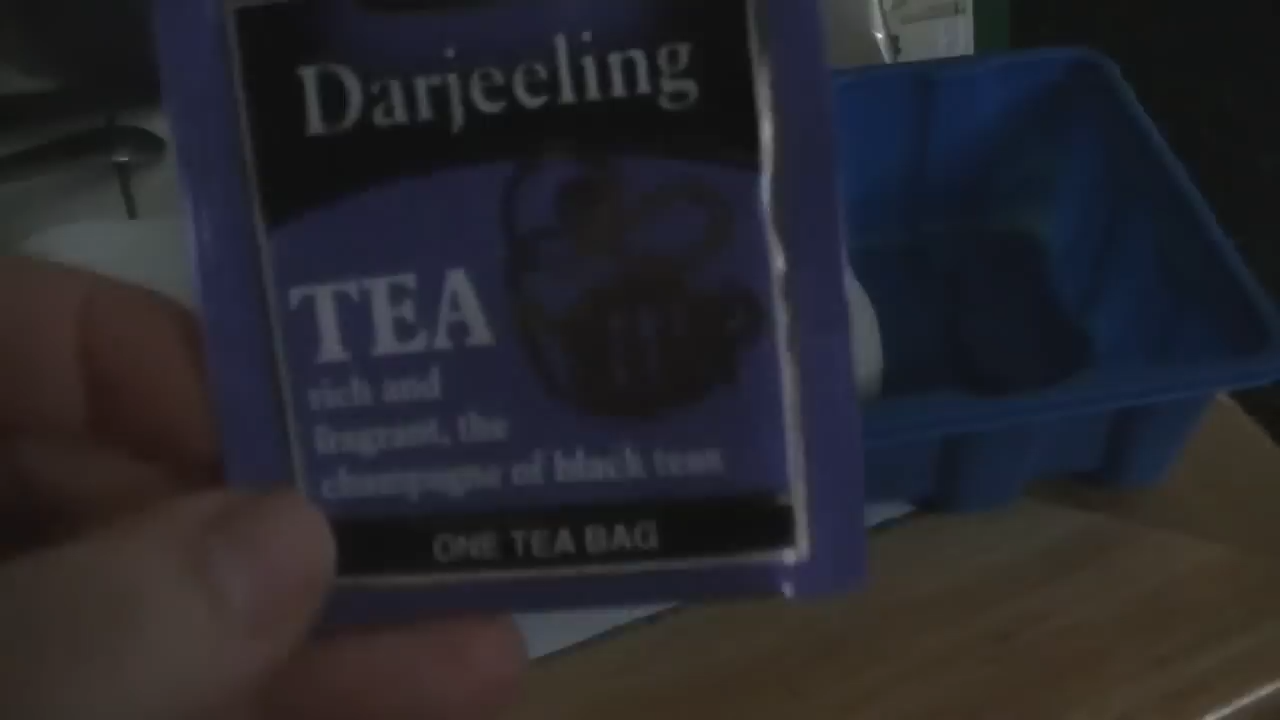 Darjeeling
TEA
rich and
fragrant, the
champagne of black teas
ONE TEA BAG